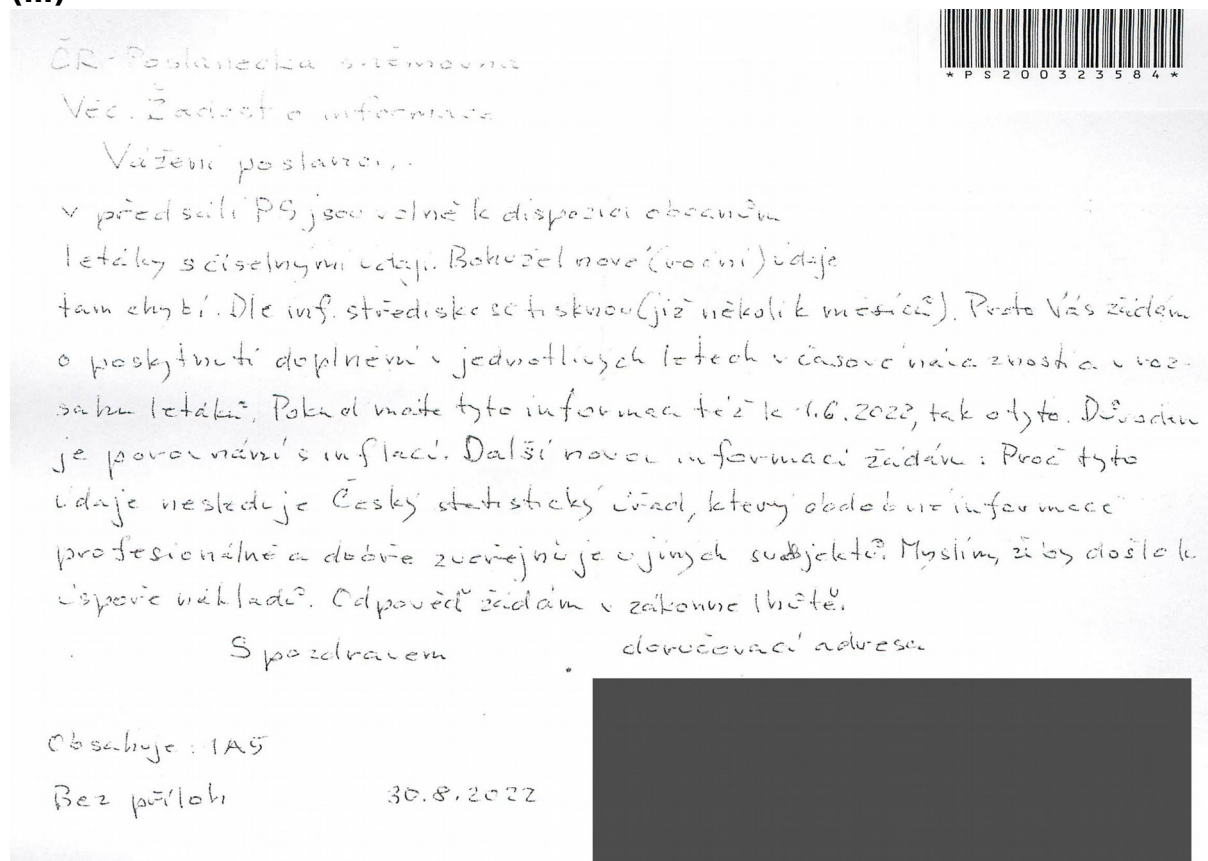 (...)
*PS200323584*
ČR-Poslanecká sněmovna
Věc. Žádost o informace
Vážení poslanci,
v předsálí PS jsou volně k dispozici občanům
letáky s číselnými údaji. Bohužel nové (roční) údaje
tam chybí. Dle inf. střediska se tisknou (již několik měsíců). Proto Vás žádám
o poskytnutí doplnění v jednotlivých letech v časové návaznosti a v roz-
sahu letáků. Pokud máte tyto informace též k 1.6.2022, tak o tyto. Důvodem
je porovnání s inflací. Další novou informaci žádám: Proč tyto
údaje nesleduje Český statistický úřad, který obdobné informace
profesionálně a dobře zveřejňuje u jiných subjektů. Myslím, že by došlo k
úspoře nákladů. Odpověď žádám v zákonné lhůtě.
S pozdravem
doručovací adresa
Obsahuje: 1A5
Bez příloh
30.8.2022